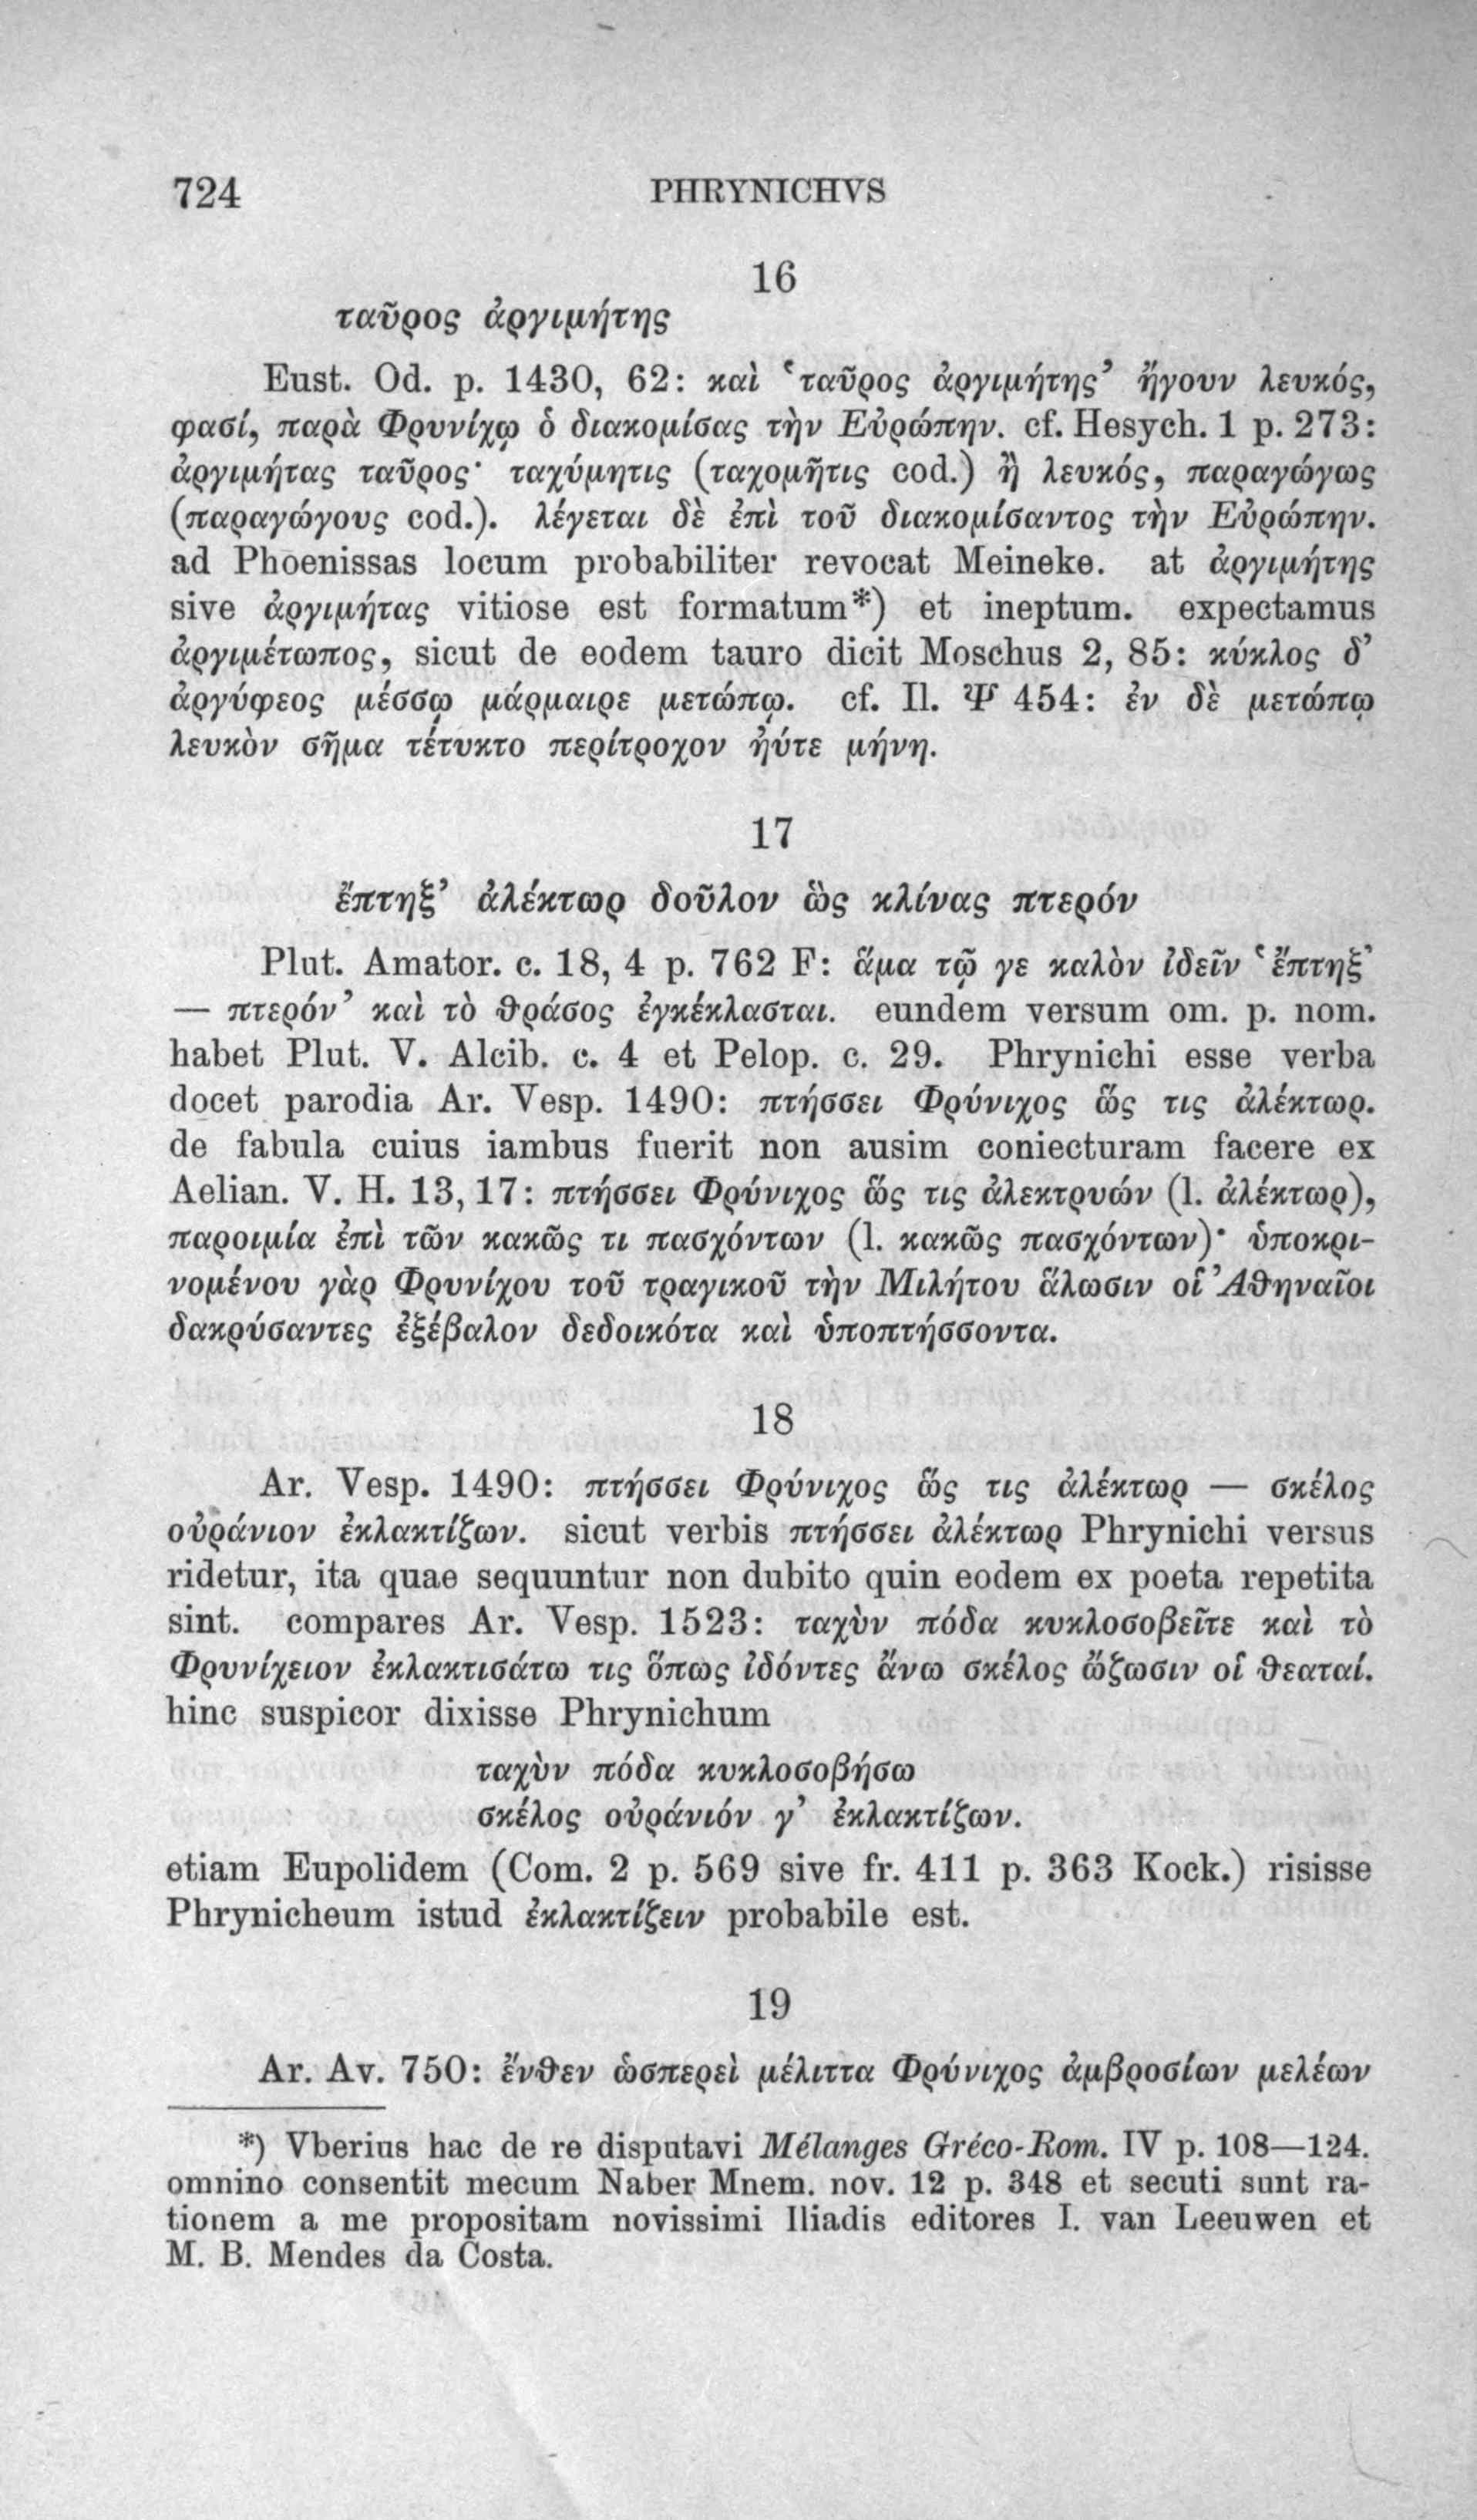 724 PHRYNICHVS
16
ταῦρος ἀργιμήτης
Eust. Od. p. 1430, 62: καὶ ‘ταῦρος ἀργιμήτης’ ἤγουν λευκός,
φασί, παρὰ Φρυνίχῳ ὁ διακομίσας τὴν Εὐρώπην. cf. Hesych. 1 p. 273:
ἀργιμήτας ταῦρος· ταχύμητις (ταχομῆτις cod.) ἢ λευκός, παραγώγως
(παραγώγους cod.). λέγεται δὲ ἐπὶ τοῦ διακομίσαντος τὴν Εὐρώπην.
ad Phoenissas locum probabiliter revocat Meineke. at ἀργιμήτης
sive ἀργιμήτας vitiose est formatum*) et ineptum. expectamus
ἀργιμέτωπος, sicut de eodem tauro dicit Moschus 2, 85: κύκλος δ’
ἀργύφεος μέσσῳ μάρμαιρε μετώπῳ. cf. Il. Ψ 454: ἐν δὲ μετώπῳ
λευκὸν σῆμα τέτυκτο περίτροχον ἠύτε μήνη.
17
ἔπτηξ’ ἀλέκτωρ δοῦλον ὣς κλίνας πτερόν
Plut. Amator. c. 18, 4 p. 762 F: ἅμα τῷ γε καλὸν ἰδεῖν ‘ἔπτηξ’
— πτερόν’ καὶ τὸ θράσος ἐγκέκλασται. eundem versum om. p. nom.
habet Plut. V. Alcib. c. 4 et Pelop. c. 29. Phrynichi esse verba
docet parodia Ar. Vesp. 1490: πτήσσει Φρύνιχος ὥς τις ἀλέκτωρ.
de fabula cuius iambus fuerit non ausim coniecturam facere ex
Aelian. V. H. 13, 17: πτήσσει Φρύνιχος ὥς τις ἀλεκτρυών (l. ἀλέκτωρ),
παροιμία ἐπὶ τῶν κακῶς τι πασχόντων (l. κακῶς πασχόντων)· ὑποκρι-
νομένου γὰρ Φρυνίχου τοῦ τραγικοῦ τὴν Μιλήτου ἅλωσιν οἱ Ἀθηναῖοι
δακρύσαντες ἐξέβαλον δεδοικότα καὶ ὑποπτήσσοντα.
18
Ar. Vesp. 1490: πτήσσει Φρύνιχος ὥς τις ἀλέκτωρ — σκέλος
οὐράνιον ἐκλακτίζων. sicut verbis πτήσσει ἀλέκτωρ Phrynichi versus
ridetur, ita quae sequuntur non dubito quin eodem ex poeta repetita
sint. compares Ar. Vesp. 1523: ταχὺν πόδα κυκλοσοβεῖτε καὶ τὸ
Φρυνίχειον ἐκλακτισάτω τις ὅπως ἰδόντες ἄνω σκέλος ὤζωσιν οἱ θεαταί.
hinc suspicor dixisse Phrynichum
ταχὺν πόδα κυκλοσοβήσω
σκέλος οὐράνιόν γ’ ἐκλακτίζων.
etiam Eupolidem (Com. 2 p. 569 sive fr. 411 p. 363 Kock.) risisse
Phrynicheum istud ἐκλακτίζειν probabile est.
19
Ar. Av. 750: ἔνθεν ὡσπερεὶ μέλιττα Φρύνιχος ἀμβροσίων μελέων
*) Vberius hac de re disputavi Mélanges Gréco-Rom. IV p. 108—124.
omnino consentit mecum Naber Mnem. nov. 12 p. 348 et secuti sunt ra-
tionem a me propositam novissimi Iliadis editores I. van Leeuwen et
M. B. Mendes da Costa.